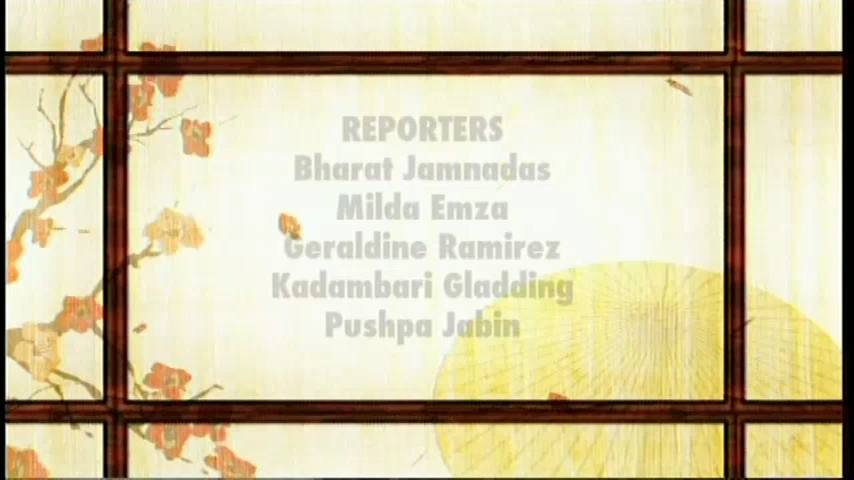 REPORTERS
Bharat Jamnadas
Milda Emza
Geraldine Ramirez
Kadambari Gladding
Pushpa Jabin